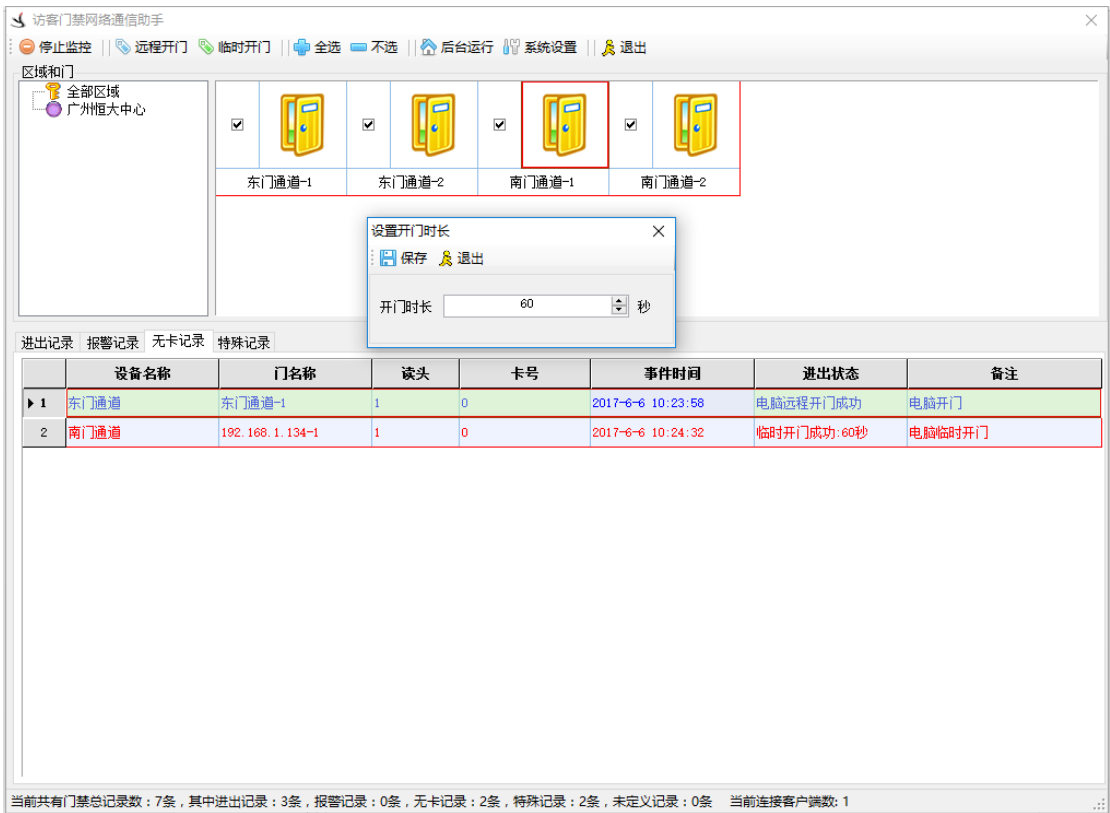 访客门禁网络通信助手
停止监控 远程开门 临时开门 全选 不选 后台运行 系统设置 退出
区域和门
全部区域
广州恒大中心
东门通道-1 东门通道-2 南门通道-1 南门通道-2
设置开门时长
保存 退出
开门时长 60 秒
进出记录 报警记录 无卡记录 特殊记录
设备名称 门名称 读头 卡号 事件时间 进出状态 备注
1 东门通道 东门通道-1 1 0 2017-6-6 10:23:58 电脑远程开门成功 电脑开门
2 南门通道 192.168.1.134-1 1 0 2017-6-6 10:24:32 临时开门成功:60秒 电脑临时开门
当前共有门禁总记录数：7条，其中进出记录：3条，报警记录：0条，无卡记录：2条，特殊记录：2条，未定义记录：0条 当前连接客户端数: 1